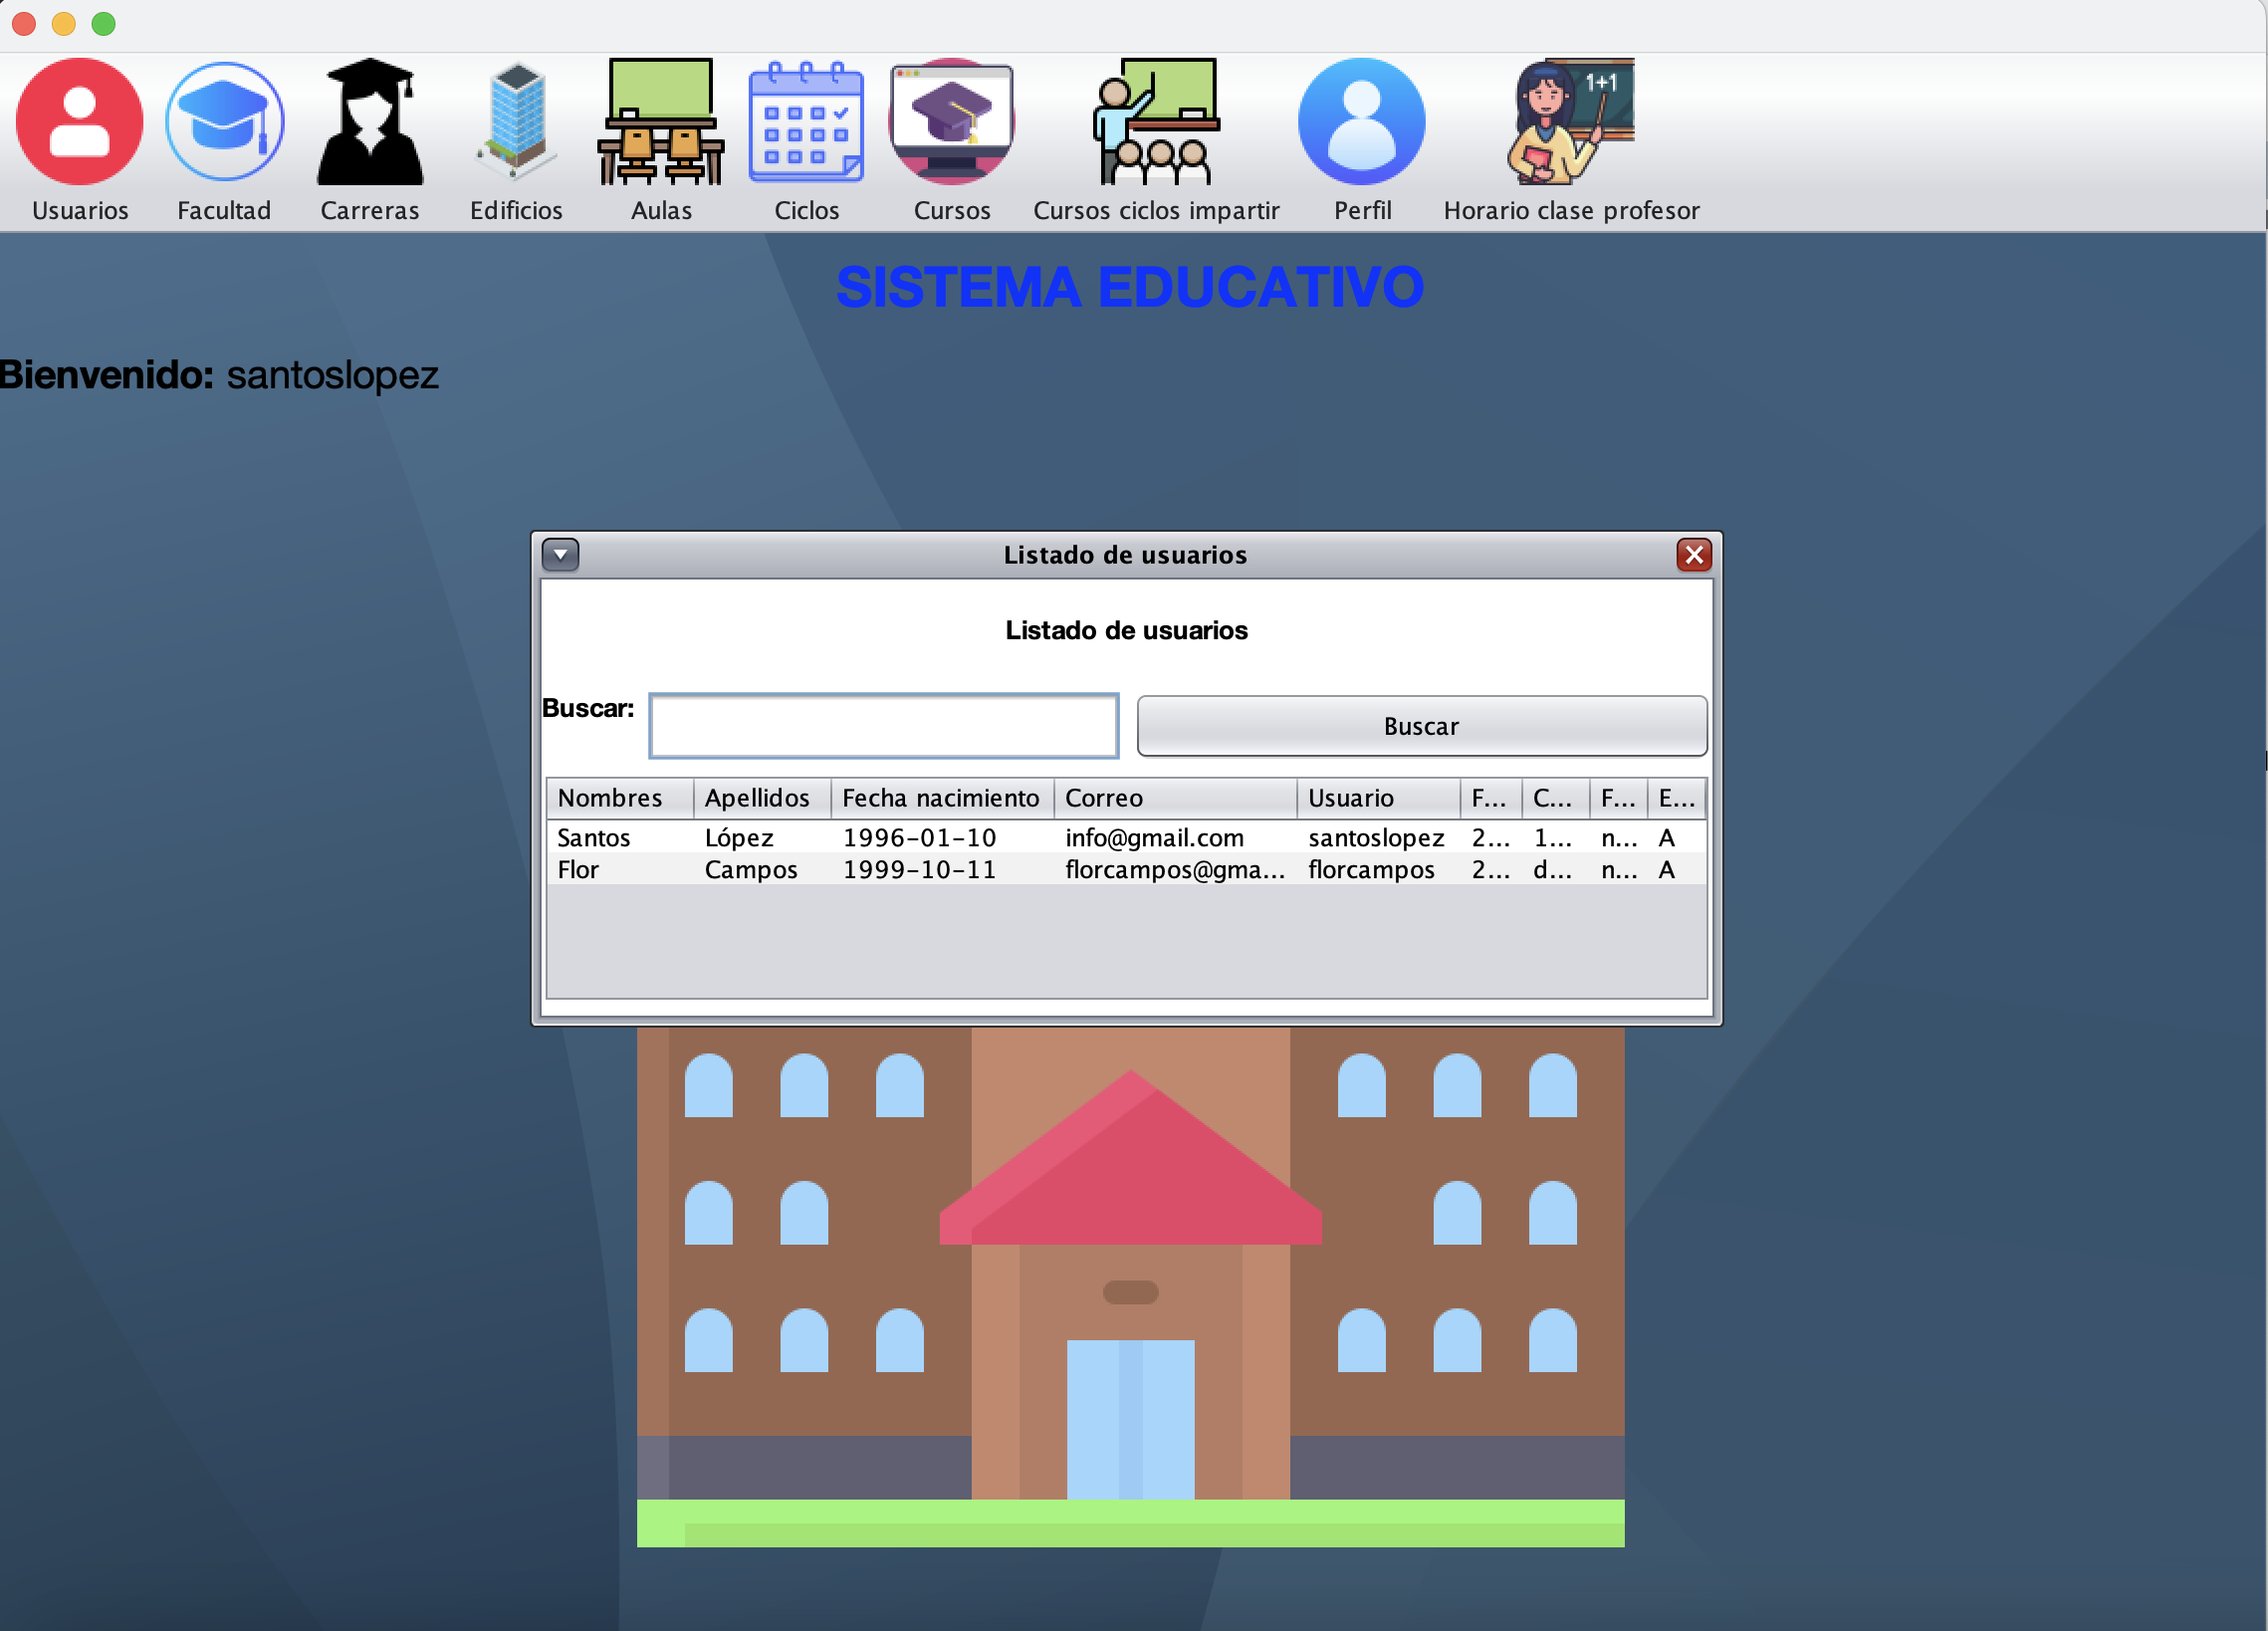 1+1
Usuarios Facultad Carreras Edificios Aulas Ciclos Cursos Cursos ciclos impartir Perfil Horario clase profesor
SISTEMA EDUCATIVO
Bienvenido: santoslopez
Listado de usuarios
Listado de usuarios
Buscar: Buscar
Nombres Apellidos Fecha nacimiento Correo Usuario F... C... F... E...
Santos López 1996-01-10 info@gmail.com santoslopez 2... 1... n... A
Flor Campos 1999-10-11 florcampos@gma... florcampos 2... d... n... A